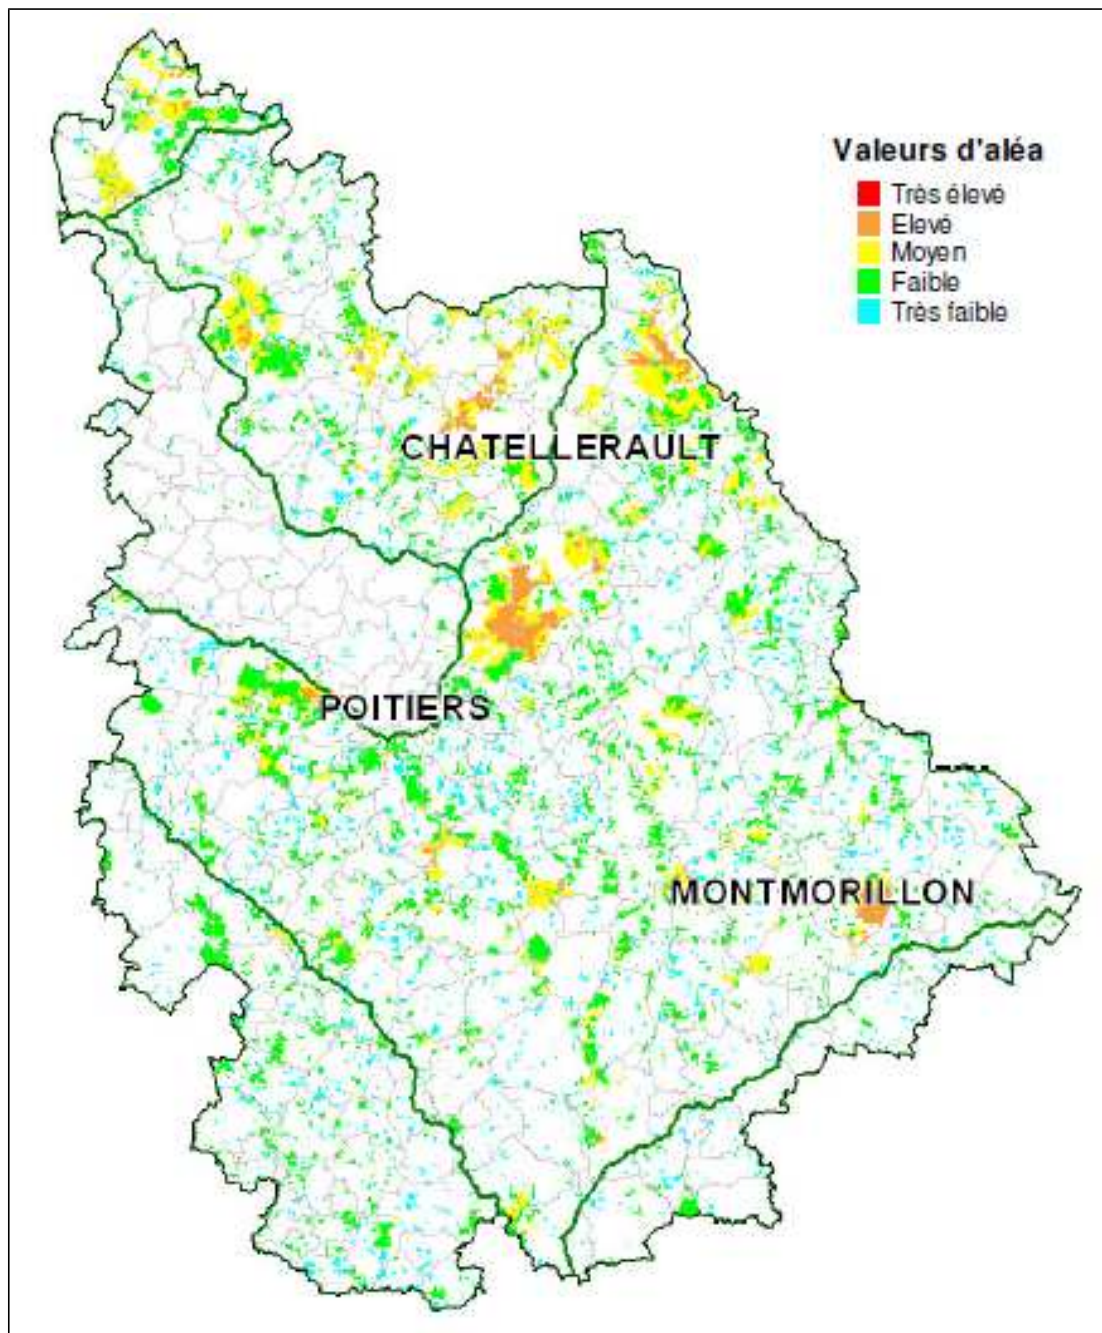 Valeurs d'aléa
Très élevé
Elevé
Moyen
Faible
Très faible
CHATELLERAULT
POITIERS
MONTMORILLON